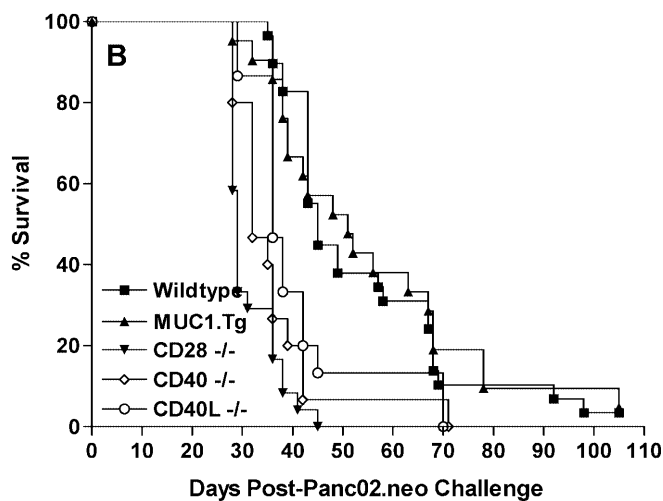 B
% Survival
100
80
60
40
20
0
Wildtype
MUC1.Tg
CD28 -/-
CD40 -/-
CD40L -/-
0 10 20 30 40 50 60 70 80 90 100 110
Days Post-Panc02.neo Challenge